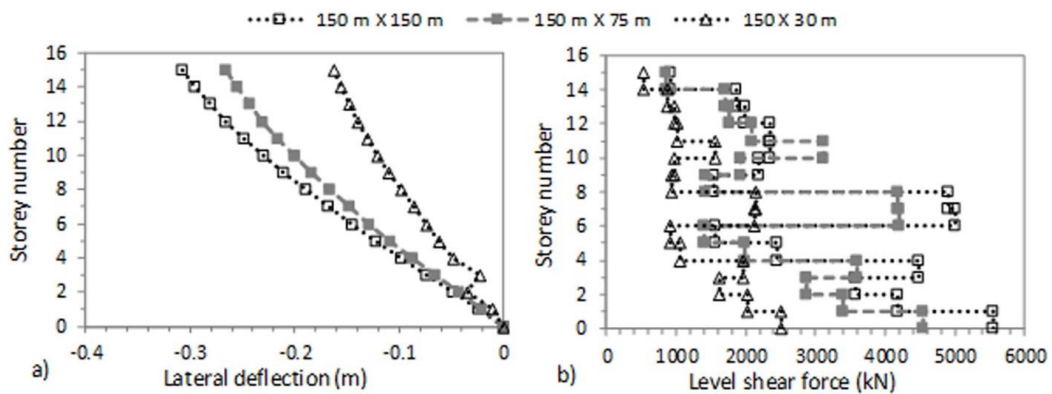 150 m X 150 m 150 m X 75 m 150 X 30 m
16
14
12
10
8
6
4
2
0
Storey number
-0.4 -0.3 -0.2 -0.1 0
a) Lateral deflection (m)
16
14
12
10
8
6
4
2
0
Storey number
0 1000 2000 3000 4000 5000 6000
b) Level shear force (kN)